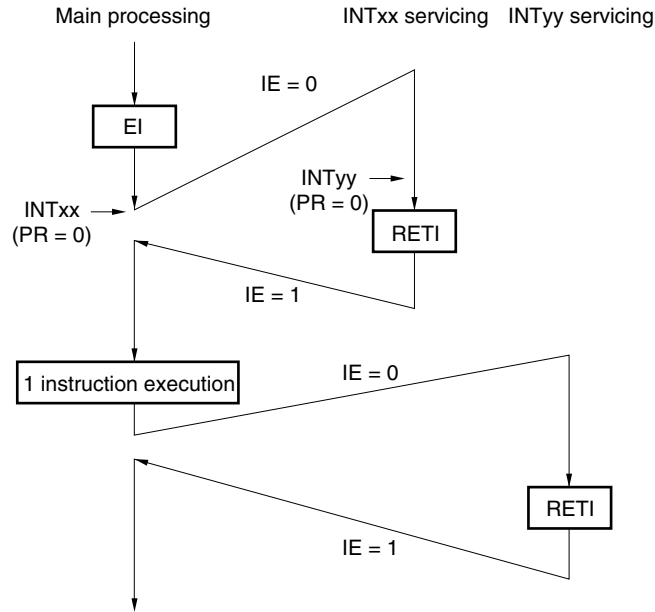 Main processing
INTxx servicing
INTyy servicing
IE = 0
EI
INTyy
(PR = 0)
INTxx
(PR = 0)
RETI
IE = 1
1 instruction execution
IE = 0
RETI
IE = 1